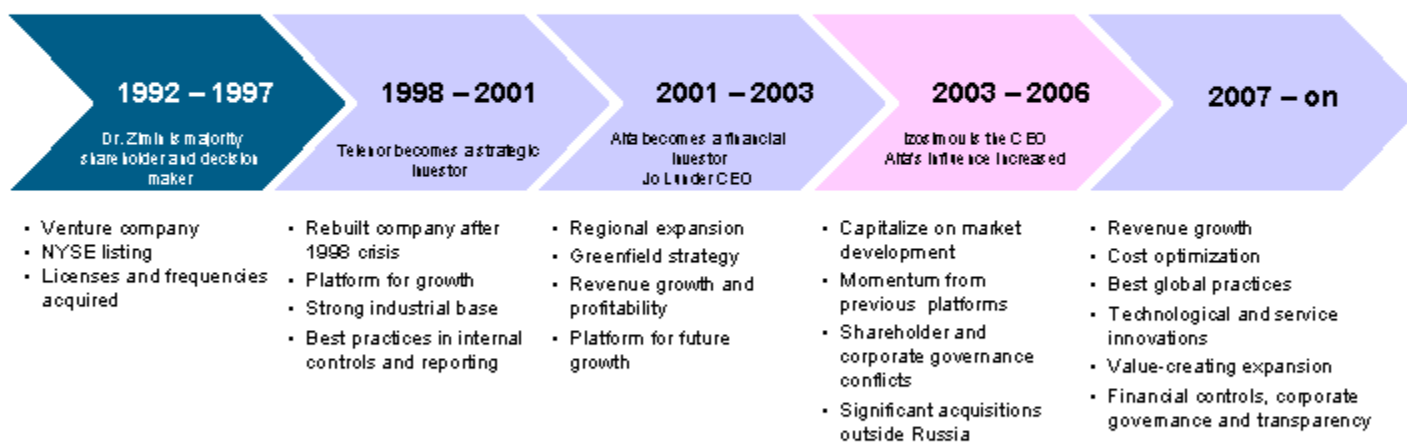 1992 – 1997
Dr. Zimin is majority
shareholder and decision
maker
1998 – 2001
Telenor becomes a strategic
investor
2001 – 2003
Alfa becomes a financial
investor
Jo Lunder CEO
2003 – 2006
Izosimov is the CEO
Alfa's influence increased
2007 – on
• Venture company
• NYSE listing
• Licenses and frequencies
acquired
• Rebuilt company after
1998 crisis
• Platform for growth
• Strong industrial base
• Best practices in internal
controls and reporting
• Regional expansion
• Greenfield strategy
• Revenue growth and
profitability
• Platform for future
growth
• Capitalize on market
development
• Momentum from
previous platforms
• Shareholder and
corporate governance
conflicts
• Significant acquisitions
outside Russia
• Revenue growth
• Cost optimization
• Best global practices
• Technological and service
innovations
• Value-creating expansion
• Financial controls, corporate
governance and transparency